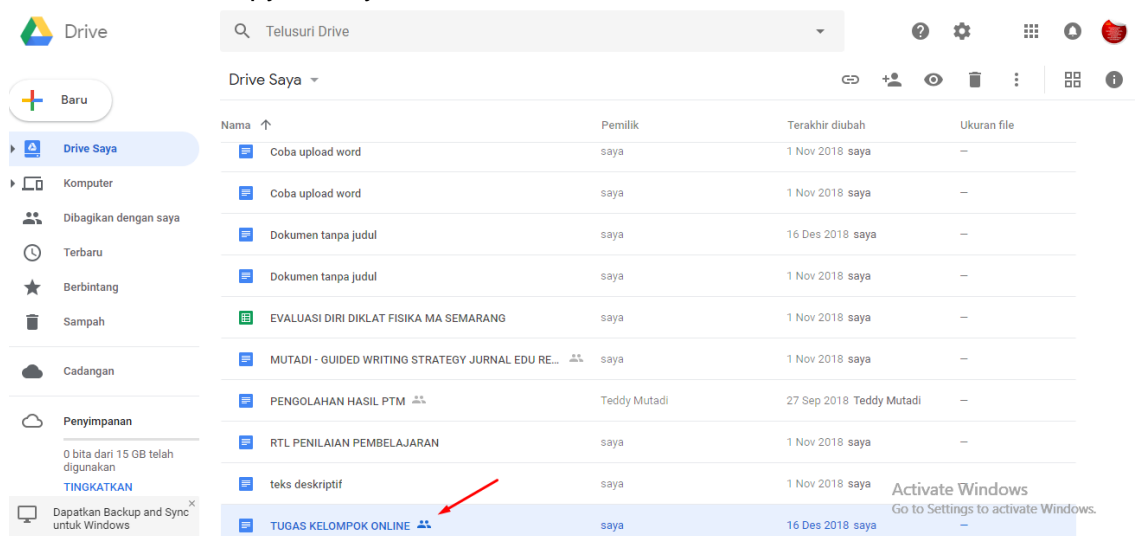 Drive
Telusuri Drive
Drive Saya
Baru
Nama Pemilik Terakhir diubah Ukuran file
Drive Saya
Komputer
Dibagikan dengan saya
Terbaru
Berbintang
Sampah
Cadangan
Penyimpanan
0 bita dari 15 GB telah
digunakan
TINGKATKAN
Dapatkan Backup and Sync
untuk Windows
Coba upload word saya 1 Nov 2018 saya –
Coba upload word saya 1 Nov 2018 saya –
Dokumen tanpa judul saya 16 Des 2018 saya –
Dokumen tanpa judul saya 1 Nov 2018 saya –
EVALUASI DIRI DIKLAT FISIKA MA SEMARANG saya 1 Nov 2018 saya –
MUTADI - GUIDED WRITING STRATEGY JURNAL EDU RE... saya 1 Nov 2018 saya –
PENGOLAHAN HASIL PTM Teddy Mutadi 27 Sep 2018 Teddy Mutadi –
RTL PENILAIAN PEMBELAJARAN saya 1 Nov 2018 saya –
teks deskriptif saya 1 Nov 2018 saya –
TUGAS KELOMPOK ONLINE saya 16 Des 2018 saya –
Activate Windows
Go to Settings to activate Windows.